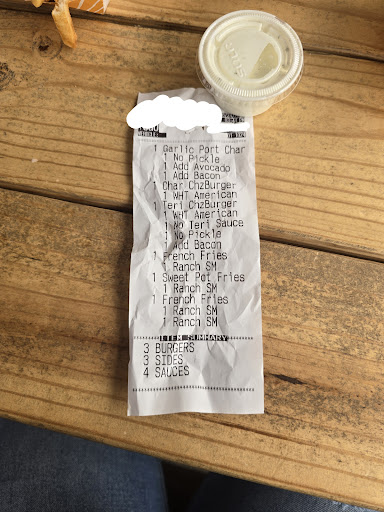 1 Garlic Port Char
1 No Pickle
1 Add Avocado
1 Add Bacon
1 Char ChzBurger
1 WHT American
1 Teri ChzBurger
1 WHT American
1 No Teri Sauce
1 No Pickle
1 Add Bacon
1 French Fries
1 Ranch SM
1 Sweet Pot Fries
1 Ranch SM
1 French Fries
1 Ranch SM
1 Ranch SM
ITEM SUMMARY
3 BURGERS
3 SIDES
4 SAUCES